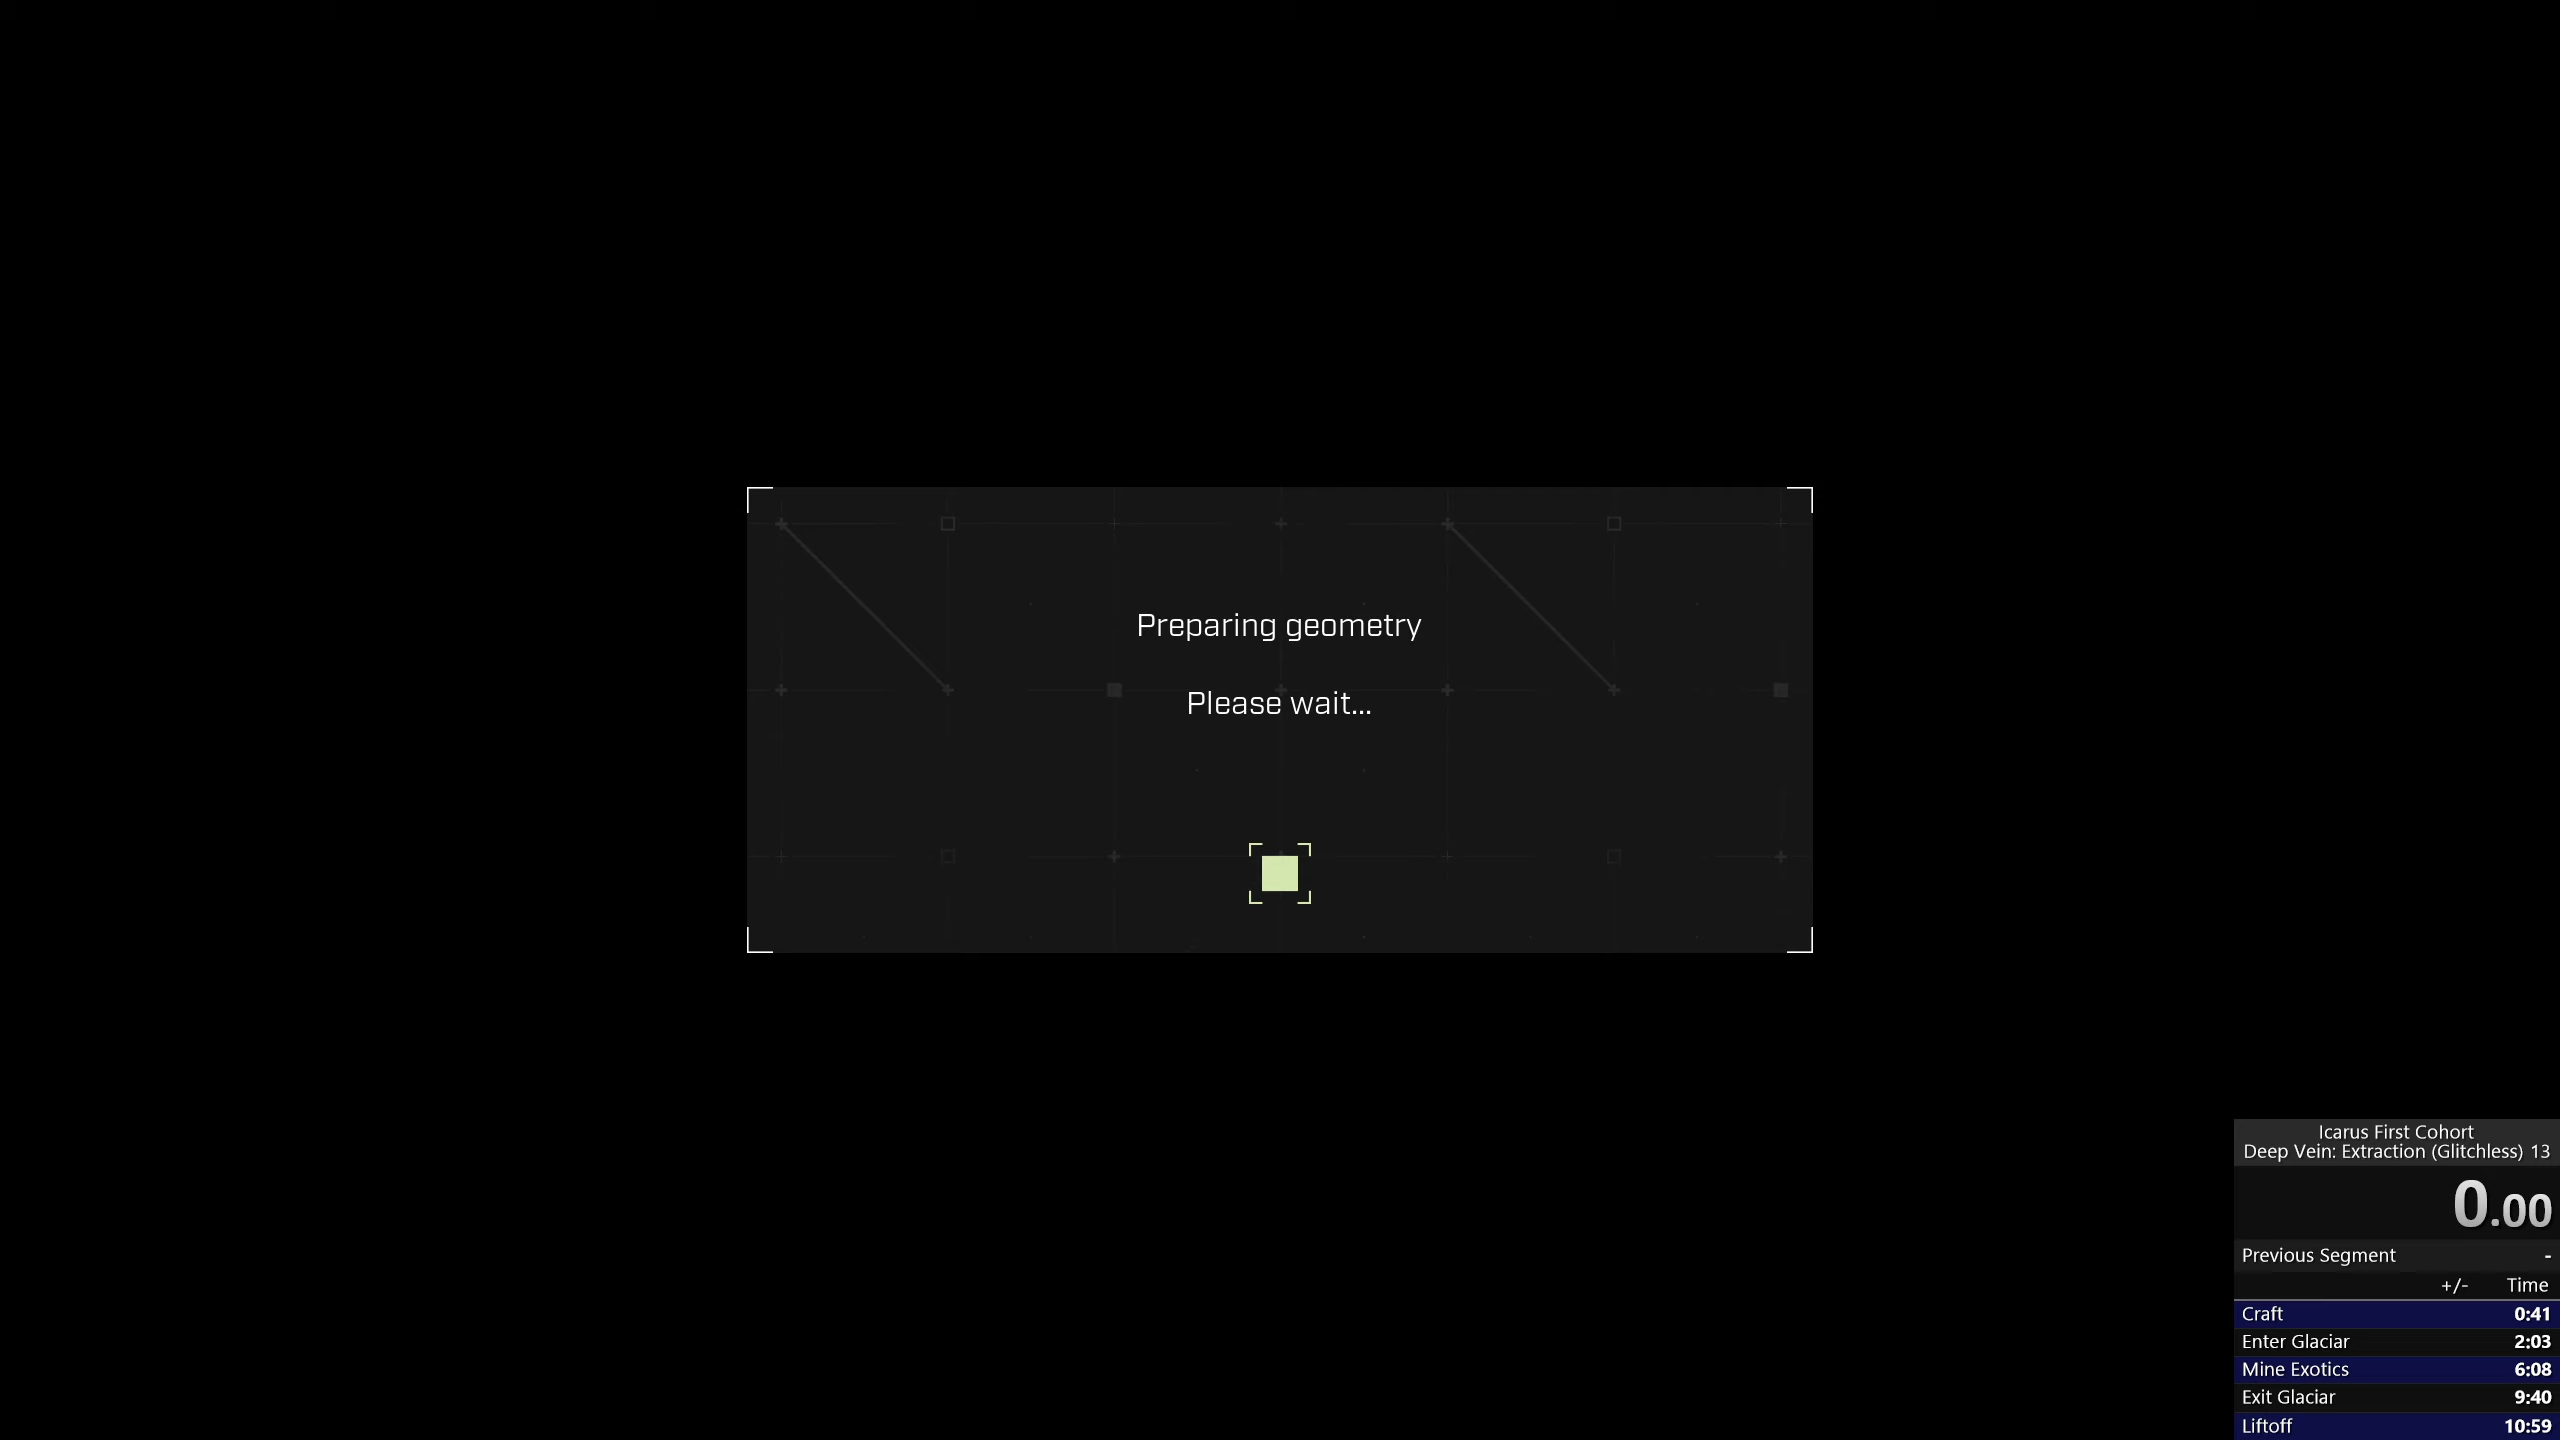 Preparing geometry
Please wait...
Icarus First Cohort
Deep Vein: Extraction (Glitchless) 13
0.00
Previous Segment -
+/- Time
Craft 0:41
Enter Glaciar 2:03
Mine Exotics 6:08
Exit Glaciar 9:40
Liftoff 10:59